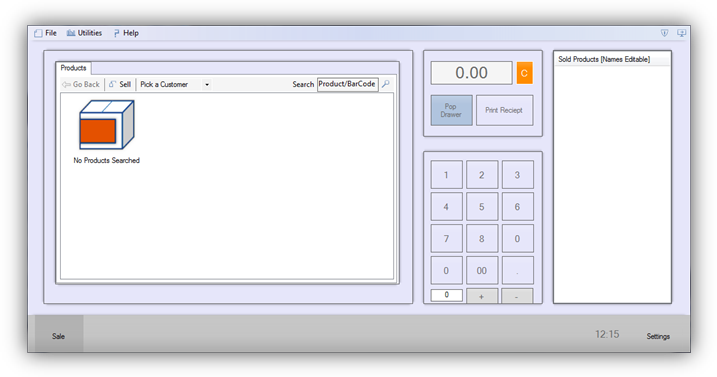 File Utilities Help
Products
Go Back Sell Pick a Customer Search Product/BarCode
No Products Searched
0.00 C
Pop
Drawer
Print Reciept
1 2 3
4 5 6
7 8 0
0 00 .
0 + -
Sold Products [Names Editable]
Sale 12:15 Settings